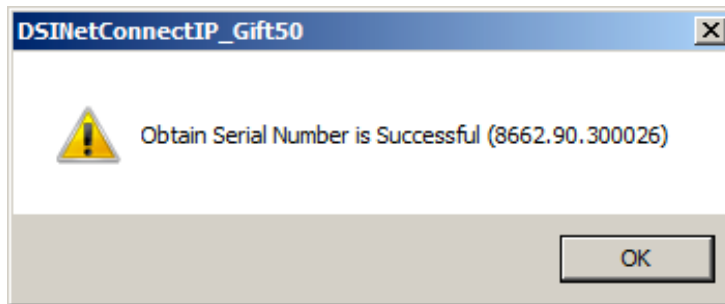 DSINetConnectIP_Gift50
Obtain Serial Number is Successful (8662.90.300026)
OK